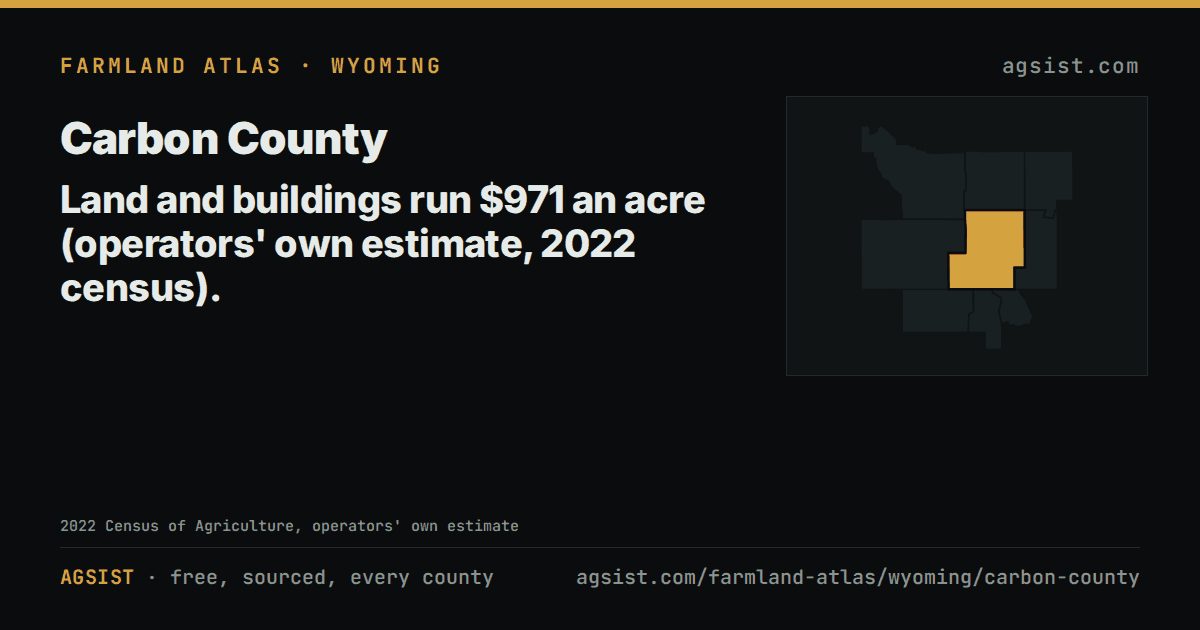 FARMLAND ATLAS · WYOMING
agsist.com
Carbon County
Land and buildings run $971 an acre
(operators' own estimate, 2022
census).
2022 Census of Agriculture, operators' own estimate
AGSIST · free, sourced, every county
agsist.com/farmland-atlas/wyoming/carbon-county